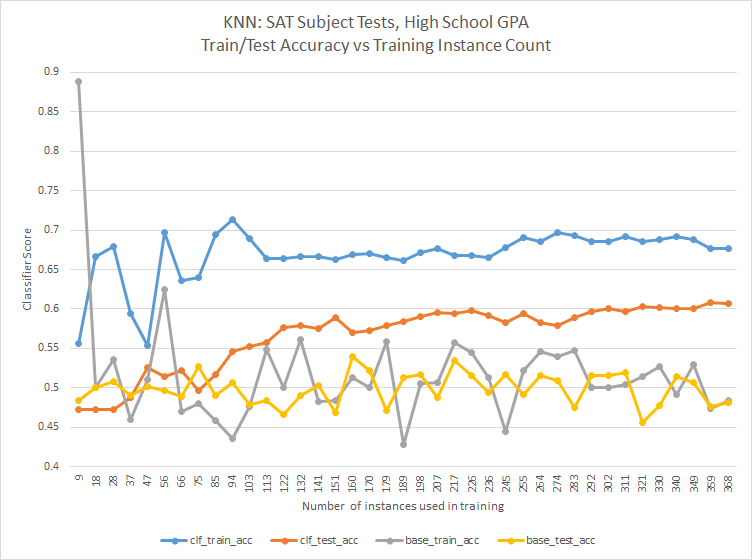 KNN: SAT Subject Tests, High School GPA
Train/Test Accuracy vs Training Instance Count
0.9
0.85
0.8
0.75
0.7
0.65
0.6
0.55
0.5
0.45
0.4
Classifier Score
9 18 28 37 47 56 66 75 85 94 103 113 122 132 141 151 160 170 179 189 198 207 217 226 236 245 255 264 274 283 292 302 311 321 330 340 349 359 368
Number of instances used in training
clf_train_acc clf_test_acc base_train_acc base_test_acc